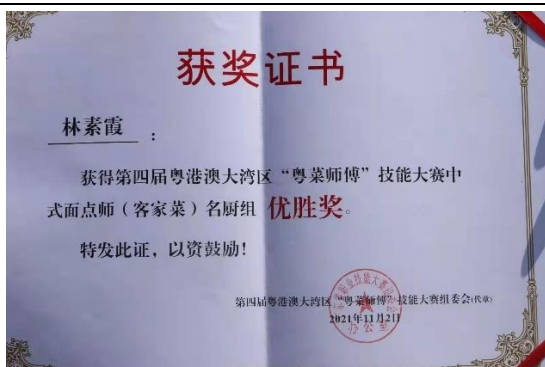 获奖证书
林素霞 ：
获得第四届粤港澳大湾区“粤菜师傅”技能大赛中
式面点师（客家菜）名厨组 优胜奖。
特发此证，以资鼓励！
第四届粤港澳大湾区“粤菜师傅”技能大赛组委会(代章)
2021年11月2日
办公室